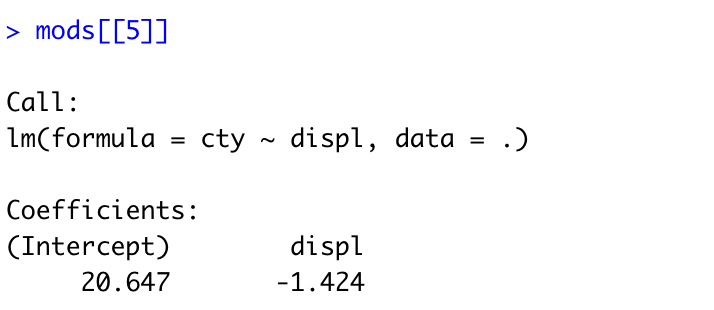 > mods[[5]]
Call:
lm(formula = cty ~ displ, data = .)
Coefficients:
(Intercept)        displ
     20.647       -1.424